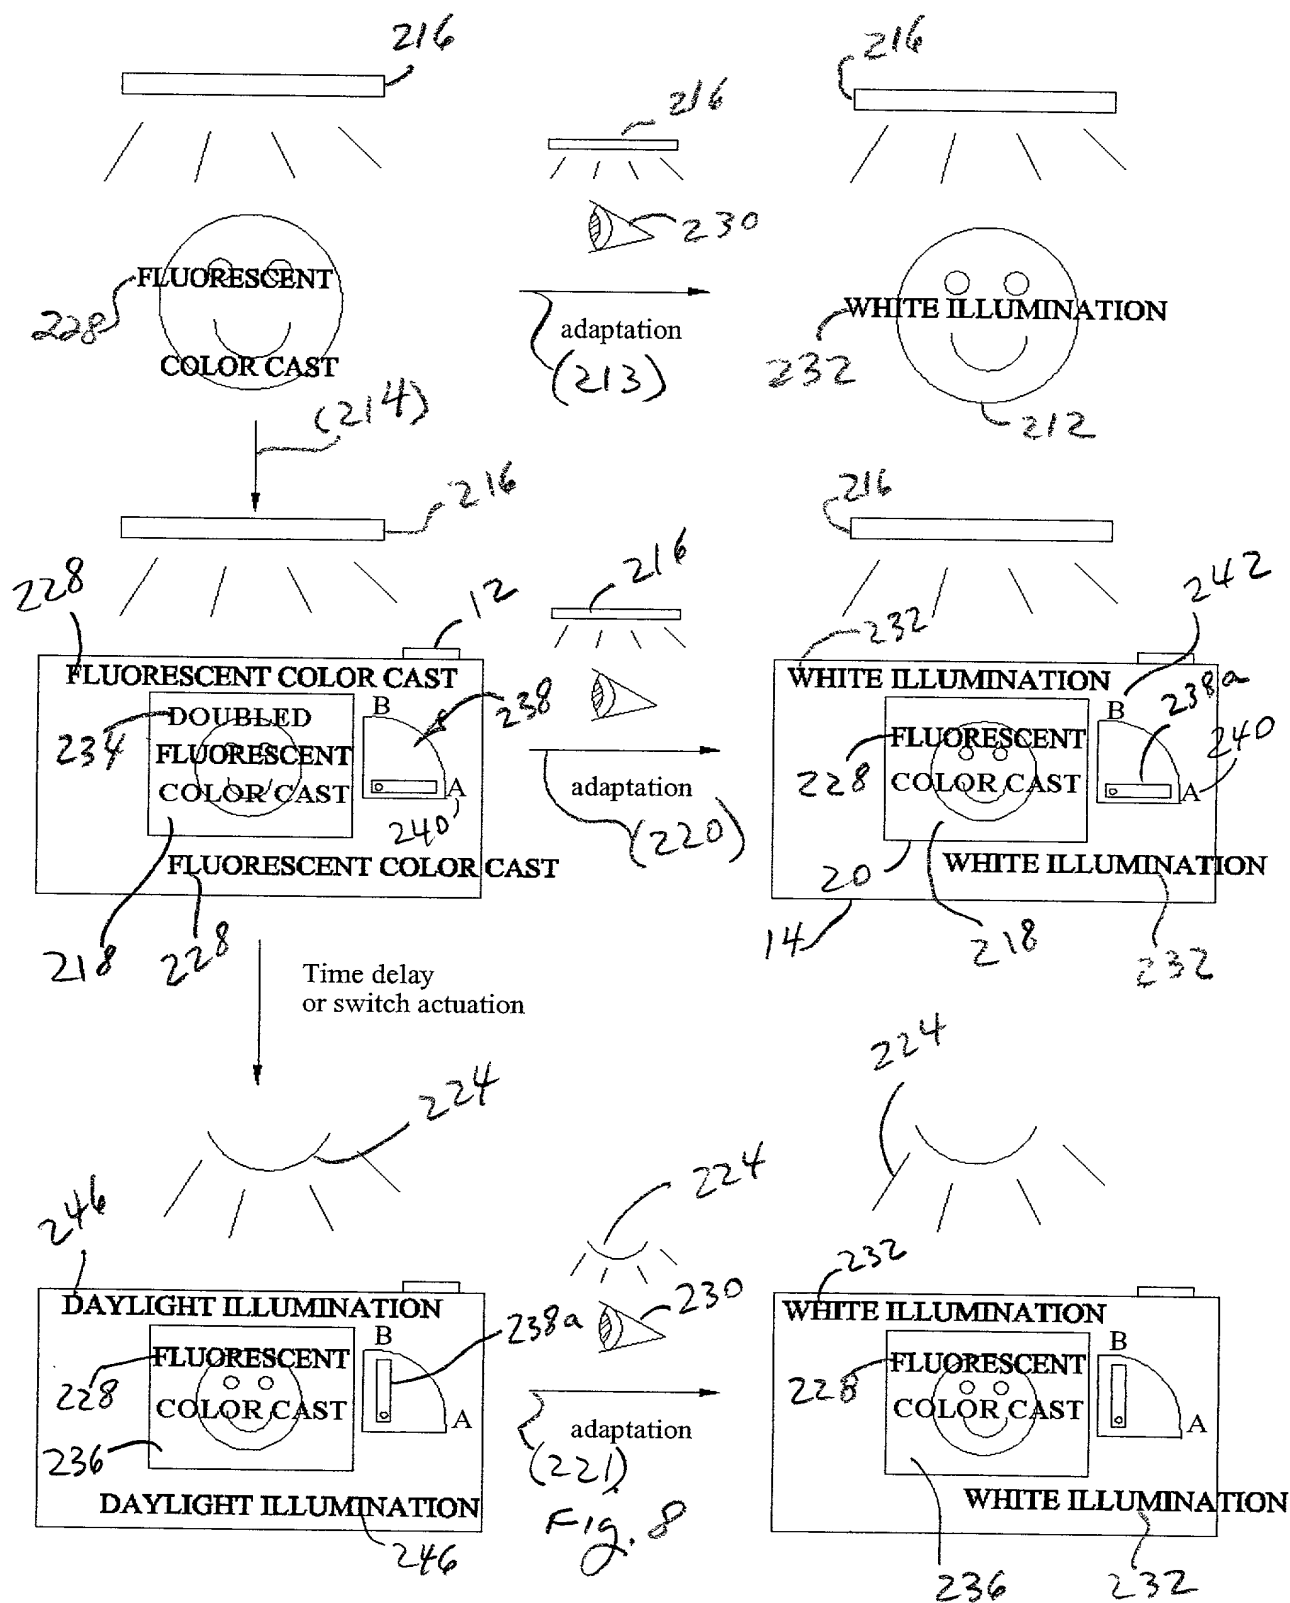 216
216
216
230
FLUORESCENT
228
COLOR CAST
adaptation
(213)
WHITE ILLUMINATION
232
212
(214)
216
216
216
228
12
FLUORESCENT COLOR CAST
234
DOUBLED
FLUORESCENT
COLOR CAST
B
238
A
240
FLUORESCENT COLOR CAST
218
228
adaptation
(220)
232
242
WHITE ILLUMINATION
238a
B
240
FLUORESCENT
228
COLOR CAST
A
WHITE ILLUMINATION
20
14
218
232
Time delay
or switch actuation
224
224
224
246
DAYLIGHT ILLUMINATION
B
238a
230
FLUORESCENT
228
COLOR CAST
A
236
DAYLIGHT ILLUMINATION
246
adaptation
(221)
Fig. 8
232
WHITE ILLUMINATION
B
FLUORESCENT
228
COLOR CAST
A
WHITE ILLUMINATION
236
232